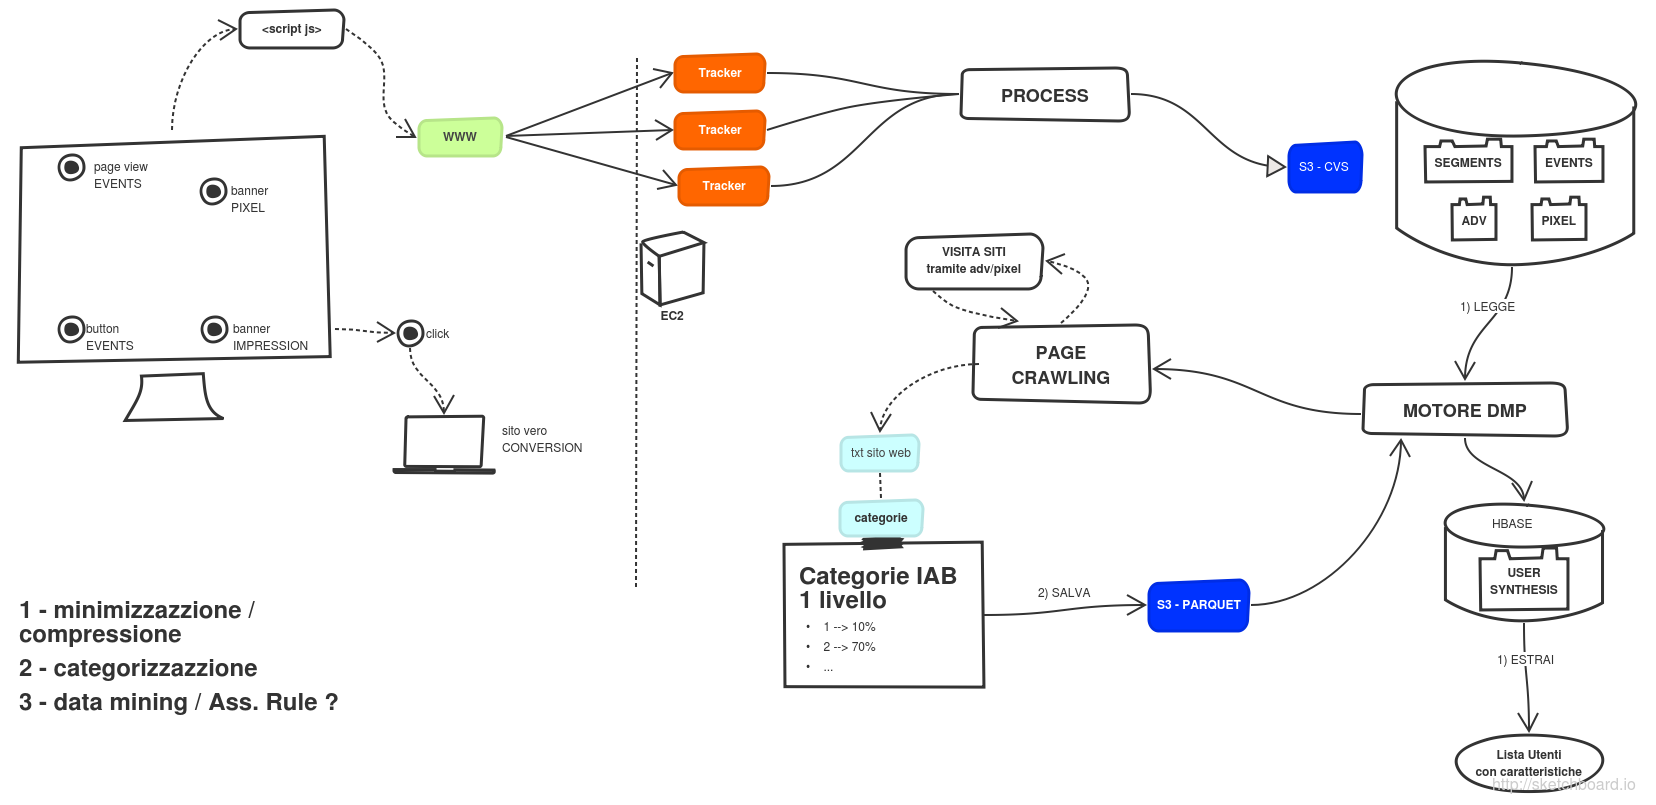 <script js>
WWW
Tracker
Tracker
Tracker
PROCESS
S3 - CVS
SEGMENTS
EVENTS
ADV
PIXEL
page view
EVENTS
banner
PIXEL
button
EVENTS
banner
IMPRESSION
click
sito vero
CONVERSION
EC2
VISITA SITI
tramite adv/pixel
PAGE
CRAWLING
1) LEGGE
MOTORE DMP
txt sito web
categorie
Categorie IAB
1 livello
• 1 --> 10%
• 2 --> 70%
• ...
2) SALVA
S3 - PARQUET
HBASE
USER
SYNTHESIS
1) ESTRAI
Lista Utenti
con caratteristiche
1 - minimizzazzione /
compressione
2 - categorizzazzione
3 - data mining / Ass. Rule ?
http://sketchboard.io